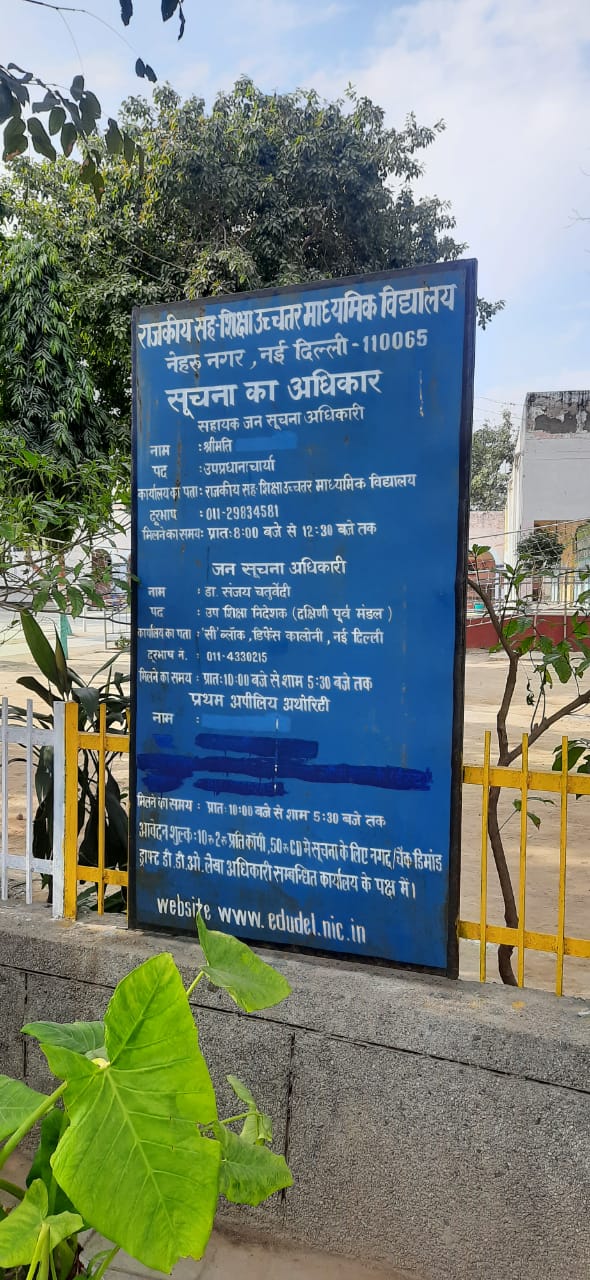 राजकीय सह-शिक्षा उच्चतर माध्यमिक विद्यालय
नेहरू नगर, नई दिल्ली-110065
सूचना का अधिकार
सहायक जन सूचना अधिकारी
नाम : श्रीमति
पद : उपप्रधानाचार्या
कार्यालय का पता : राजकीय सह शिक्षा उच्चतर माध्यमिक विद्यालय
दूरभाष : 011-29834581
मिलने का समय: प्रातः 8:00 बजे से 12:30 बजे तक
जन सूचना अधिकारी
नाम : डा. संजय चतुर्वेदी
पद : उप शिक्षा निदेशक (दक्षिणी पूर्व मंडल)
कार्यालय का पता : 'सी' ब्लॉक, डिफेंस कालोनी, नई दिल्ली
दूरभाष नं. : 011-4330215
मिलने का समय : प्रातः 10:00 बजे से शाम 5:30 बजे तक
प्रथम अपीलिय अथोरिटी
नाम :
मिलने का समय : प्रातः 10:00 बजे से शाम 5:30 बजे तक
आवेदन शुल्क: 10रु 2रु प्रति कॉपी, 50रु CD में सूचना के लिए नगद/चैक डिमांड
ड्राफ्ट डी.डी.ओ. लेखा अधिकारी सम्बन्धित कार्यालय के पक्ष में।
website www.edudel.nic.in